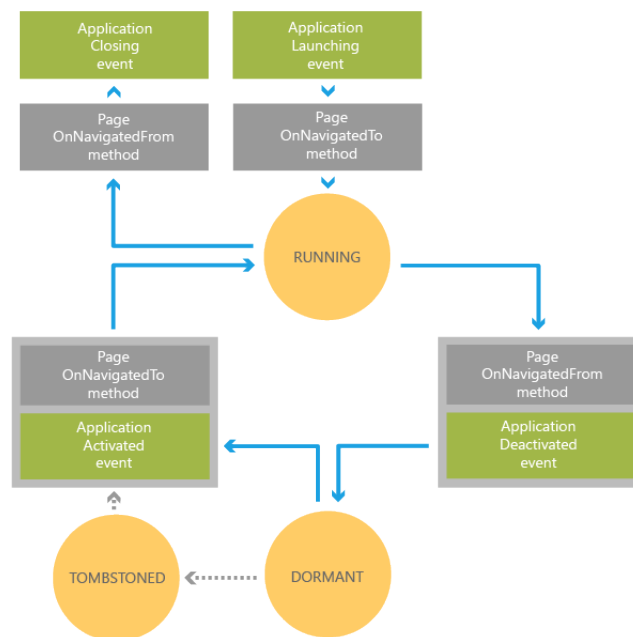 Application
Closing
event
Application
Launching
event
Page
OnNavigatedFrom
method
Page
OnNavigatedTo
method
RUNNING
Page
OnNavigatedTo
method
Application
Activated
event
Page
OnNavigatedFrom
method
Application
Deactivated
event
TOMBSTONED
DORMANT